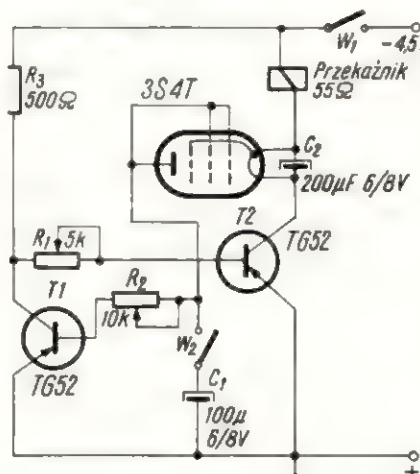 W₁
-4,5
R₃
500Ω
3S4T
Przekaźnik
55Ω
C₂
200μF 6/8V
R₁
5k
T2
TG52
T1
R₂
10k
TG52
W₂
C₁
100μ
6/8V
+